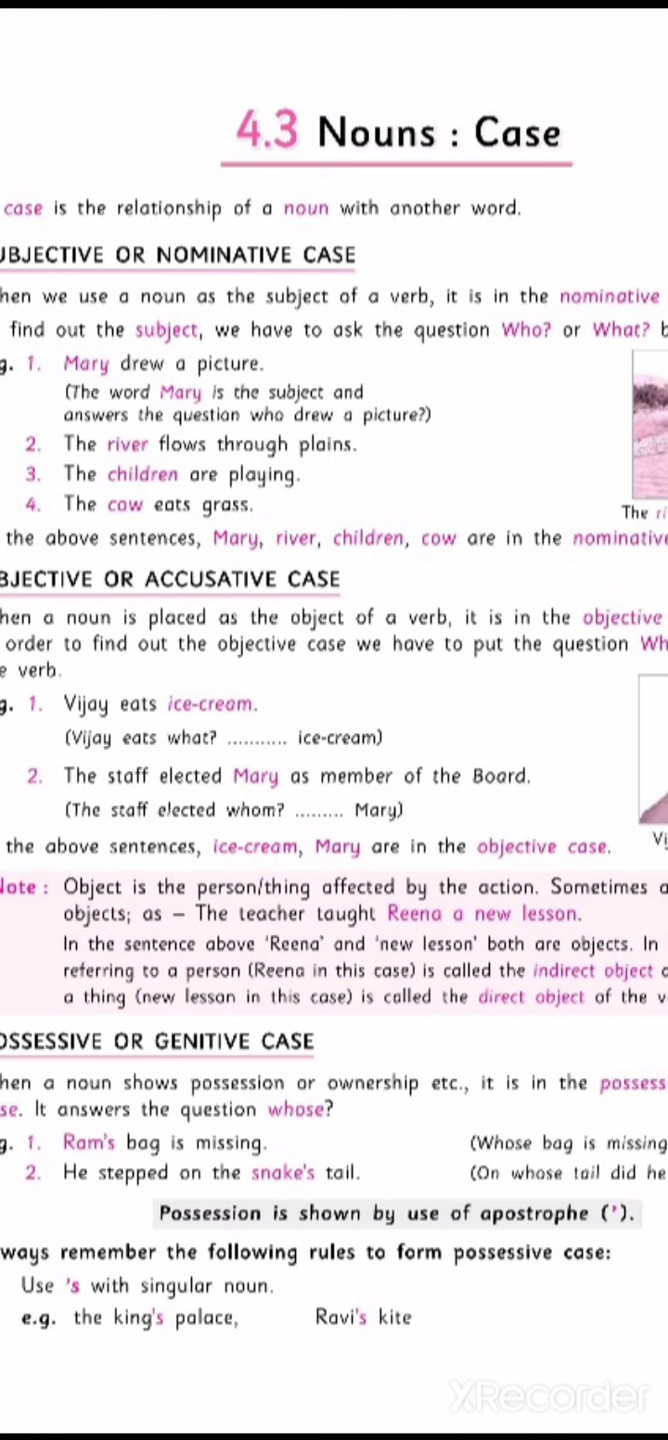 4.3 Nouns : Case
case is the relationship of a noun with another word.
UBJECTIVE OR NOMINATIVE CASE
hen we use a noun as the subject of a verb, it is in the nominative
find out the subject, we have to ask the question Who? or What? b
g. 1. Mary drew a picture.
(The word Mary is the subject and
answers the question who drew a picture?)
2. The river flows through plains.
3. The children are playing.
4. The cow eats grass.
The ri
the above sentences, Mary, river, children, cow are in the nominative
BJECTIVE OR ACCUSATIVE CASE
hen a noun is placed as the object of a verb, it is in the objective
order to find out the objective case we have to put the question Wh
e verb.
g. 1. Vijay eats ice-cream.
(Vijay eats what? ........... ice-cream)
2. The staff elected Mary as member of the Board.
(The staff elected whom? ......... Mary)
the above sentences, ice-cream, Mary are in the objective case.
Vi
Note : Object is the person/thing affected by the action. Sometimes a
objects; as – The teacher taught Reena a new lesson.
In the sentence above 'Reena' and 'new lesson' both are objects. In
referring to a person (Reena in this case) is called the indirect object
a thing (new lesson in this case) is called the direct object of the v
OSSESSIVE OR GENITIVE CASE
hen a noun shows possession or ownership etc., it is in the possess
se. It answers the question whose?
g. 1. Ram's bag is missing. (Whose bag is missing
2. He stepped on the snake's tail. (On whose tail did he
Possession is shown by use of apostrophe (').
ways remember the following rules to form possessive case:
Use 's with singular noun.
e.g. the king's palace, Ravi's kite
XRecorder